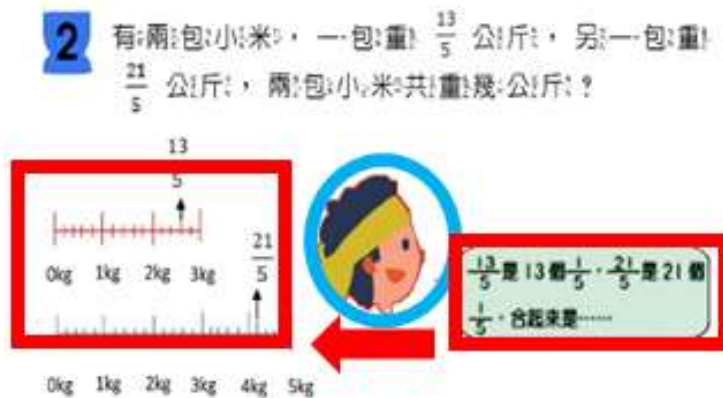 2 有兩包小米，一包重 13/5 公斤，另一包重
21/5 公斤，兩包小米共重幾公斤？
13/5
0kg 1kg 2kg 3kg
21/5
0kg 1kg 2kg 3kg 4kg 5kg
13/5是13個1/5，21/5是21個
1/5，合起來是……